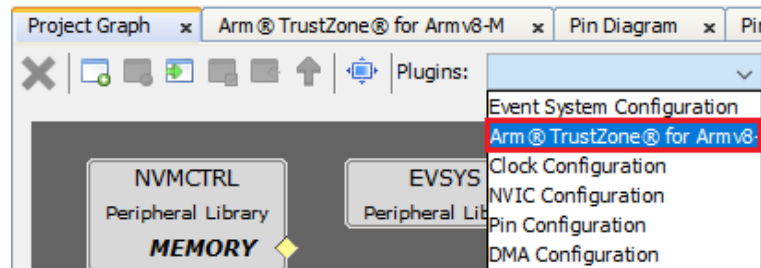 Project Graph x Arm® TrustZone® for Armv8-M x Pin Diagram x
Plugins:
Event System Configuration
Arm® TrustZone® for Armv8-
Clock Configuration
NVIC Configuration
Pin Configuration
DMA Configuration
NVMCTRL
Peripheral Library
MEMORY
EVSYS
Peripheral